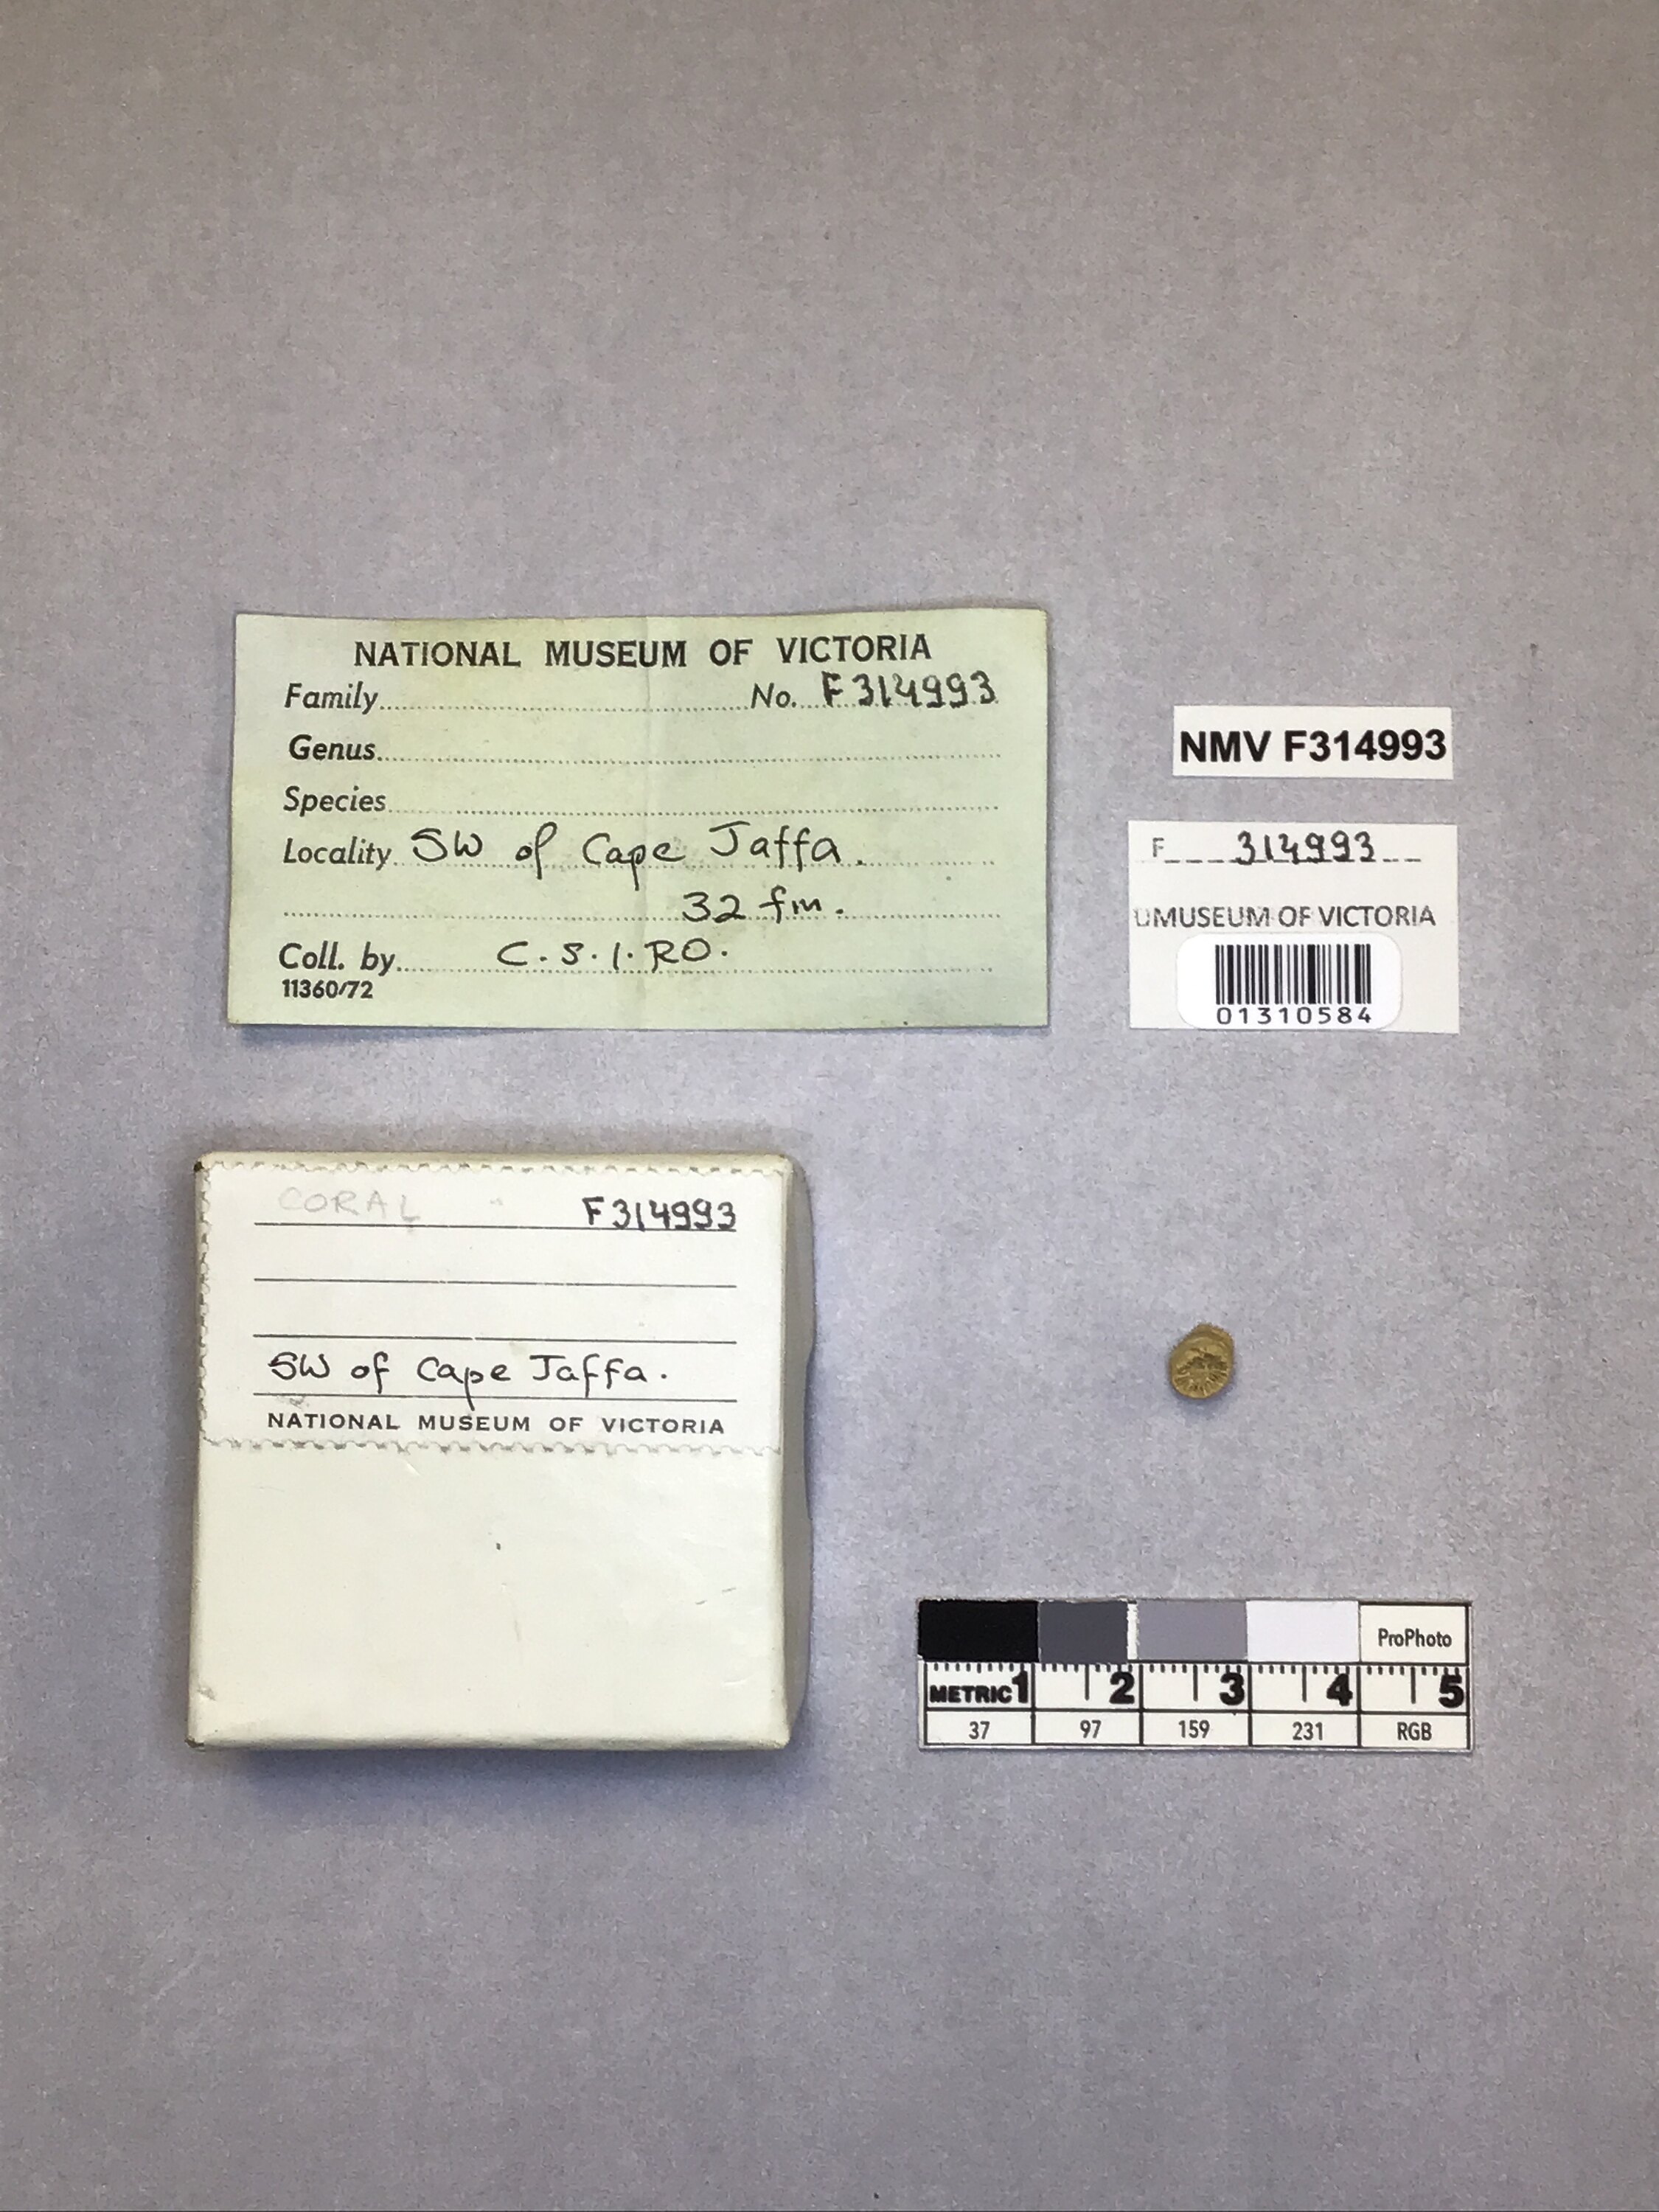 NATIONAL MUSEUM OF VICTORIA
Family No. F314993
Genus
Species
Locality SW of Cape Jaffa.
32 fm.
Coll. by C.S.I.RO.
11360/72
NMV F314993
F 314993
MUSEUM OF VICTORIA
01310584
CORAL F314993
SW of Cape Jaffa.
NATIONAL MUSEUM OF VICTORIA
ProPhoto
METRIC 1 2 3 4 5
37 97 159 231 RGB